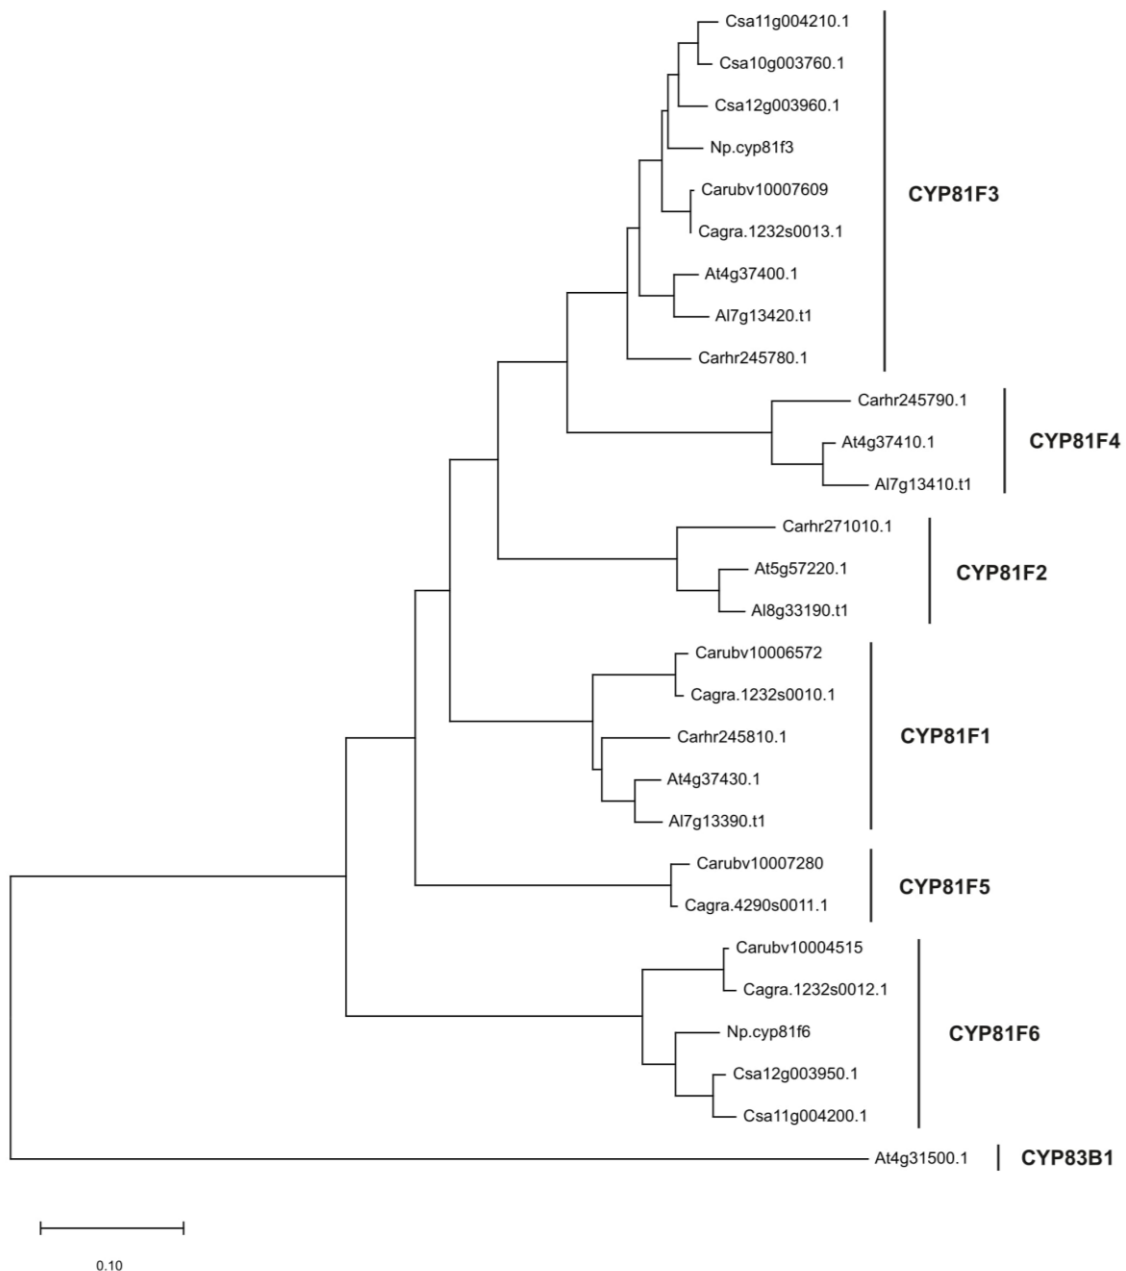 Csa11g004210.1
Csa10g003760.1
Csa12g003960.1
Np.cyp81f3
Carubv10007609
CYP81F3
Cagra.1232s0013.1
At4g37400.1
Al7g13420.t1
Carhr245780.1
Carhr245790.1
At4g37410.1
CYP81F4
Al7g13410.t1
Carhr271010.1
At5g57220.1
CYP81F2
Al8g33190.t1
Carubv10006572
Cagra.1232s0010.1
Carhr245810.1
CYP81F1
At4g37430.1
Al7g13390.t1
Carubv10007280
CYP81F5
Cagra.4290s0011.1
Carubv10004515
Cagra.1232s0012.1
Np.cyp81f6
CYP81F6
Csa12g003950.1
Csa11g004200.1
At4g31500.1
CYP83B1
0.10